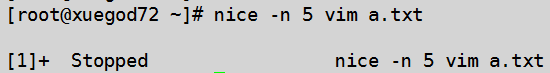 [root@xuegod72 ~]# nice -n 5 vim a.txt
[1]+  Stopped                 nice -n 5 vim a.txt